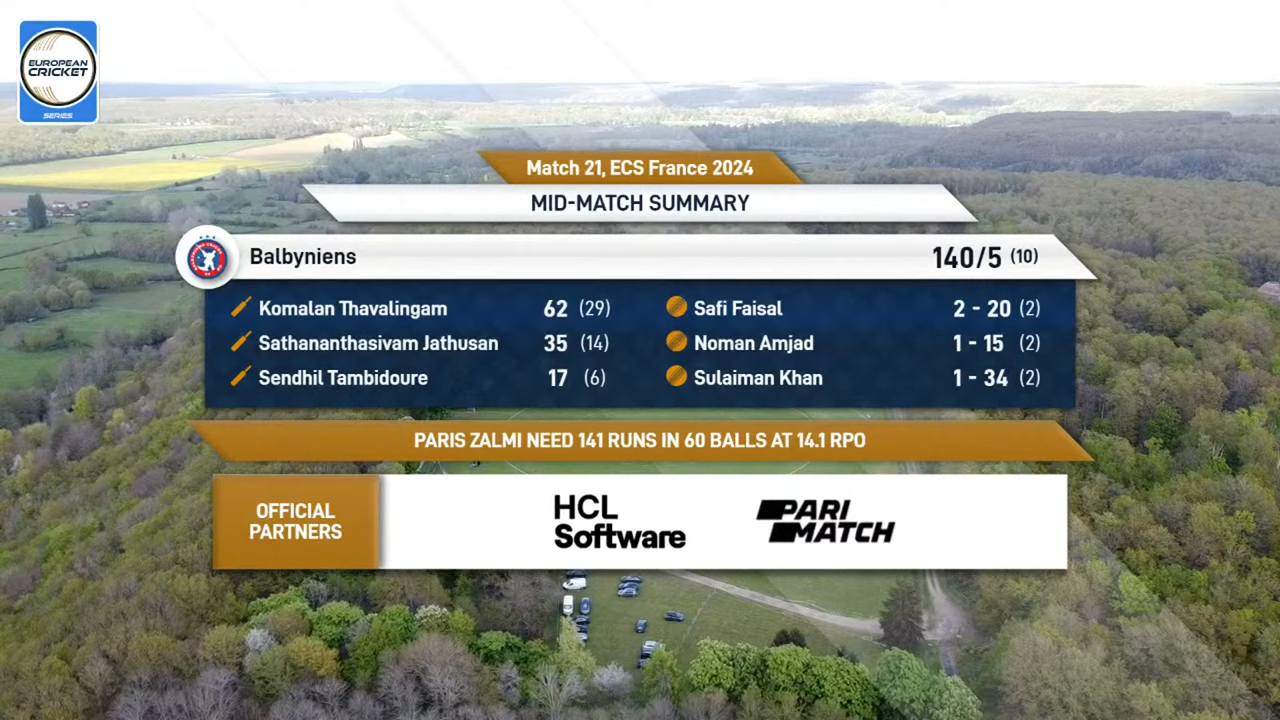 EUROPEAN
CRICKET
SERIES
Match 21, ECS France 2024
MID-MATCH SUMMARY
Balbyniens 140/5 (10)
Komalan Thavalingam 62 (29) Safi Faisal 2 - 20 (2)
Sathananthasivam Jathusan 35 (14) Noman Amjad 1 - 15 (2)
Sendhil Tambidoure 17 (6) Sulaiman Khan 1 - 34 (2)
PARIS ZALMI NEED 141 RUNS IN 60 BALLS AT 14.1 RPO
OFFICIAL
PARTNERS
HCL
Software
PARI
MATCH